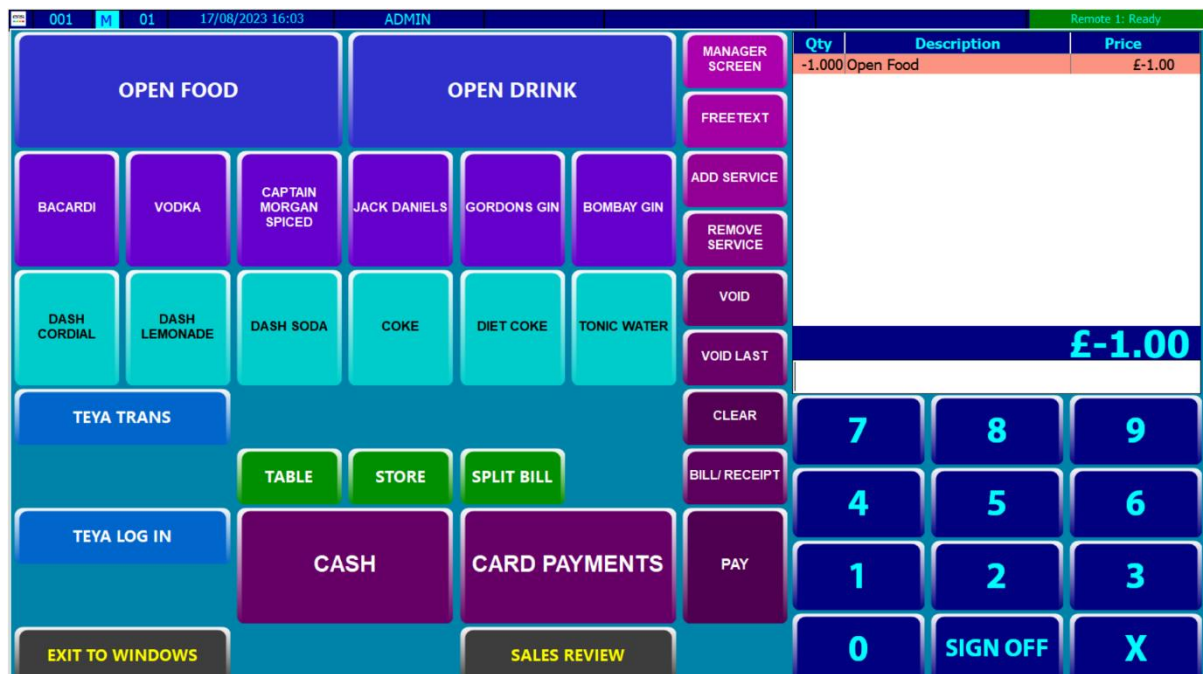 001 M 01 17/08/2023 16:03 ADMIN Remote 1: Ready
OPEN FOOD
OPEN DRINK
MANAGER
SCREEN
FREETEXT
BACARDI
VODKA
CAPTAIN
MORGAN
SPICED
JACK DANIELS
GORDONS GIN
BOMBAY GIN
ADD SERVICE
REMOVE
SERVICE
DASH
CORDIAL
DASH
LEMONADE
DASH SODA
COKE
DIET COKE
TONIC WATER
VOID
VOID LAST
TEYA TRANS
CLEAR
TABLE
STORE
SPLIT BILL
BILL/ RECEIPT
TEYA LOG IN
CASH
CARD PAYMENTS
PAY
EXIT TO WINDOWS
SALES REVIEW
Qty Description Price
-1.000 Open Food £-1.00
£-1.00
7 8 9
4 5 6
1 2 3
0 SIGN OFF X